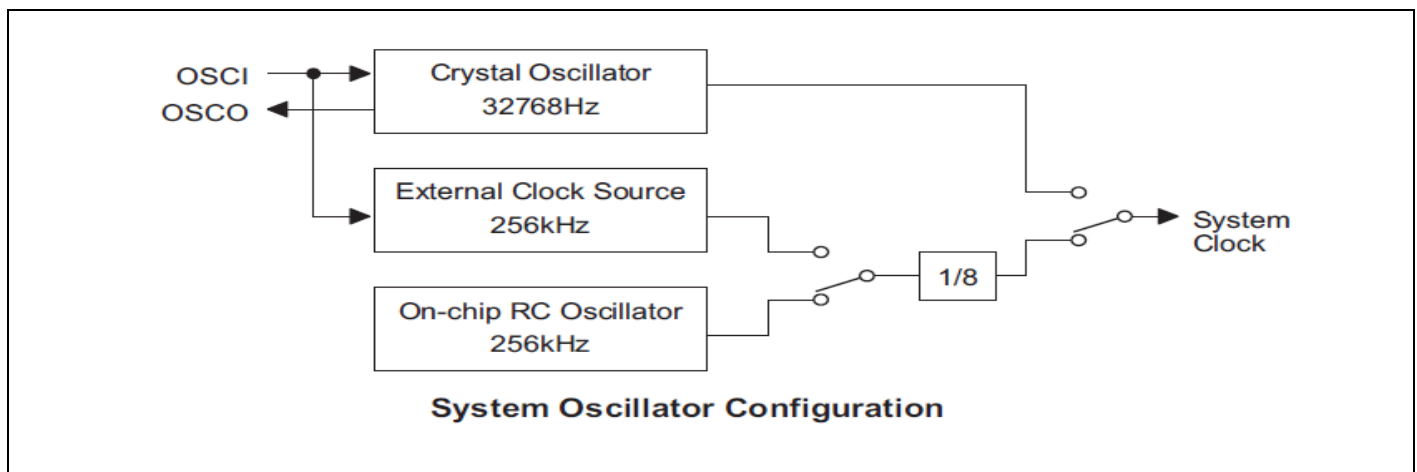 OSCI
OSCO
Crystal Oscillator
32768Hz
External Clock Source
256kHz
On-chip RC Oscillator
256kHz
1/8
System
Clock
System Oscillator Configuration